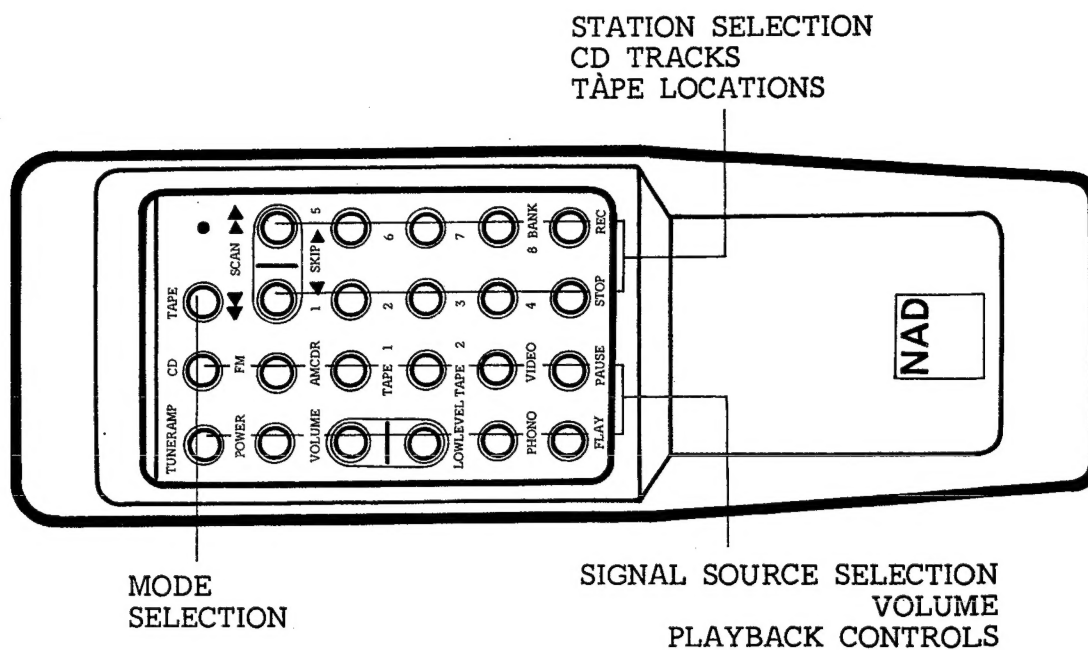 STATION SELECTION
CD TRACKS
TÀPE LOCATIONS
TUNERAMP CD TAPE
POWER FM SCAN
VOLUME AMCDR 1 SKIP 5
TAPE 1 2 6
LOWLEVEL TAPE 2 3 7
PHONO VIDEO 4 8 BANK
FLAY PAUSE STOP REC
NAD
MODE
SELECTION
SIGNAL SOURCE SELECTION
VOLUME
PLAYBACK CONTROLS